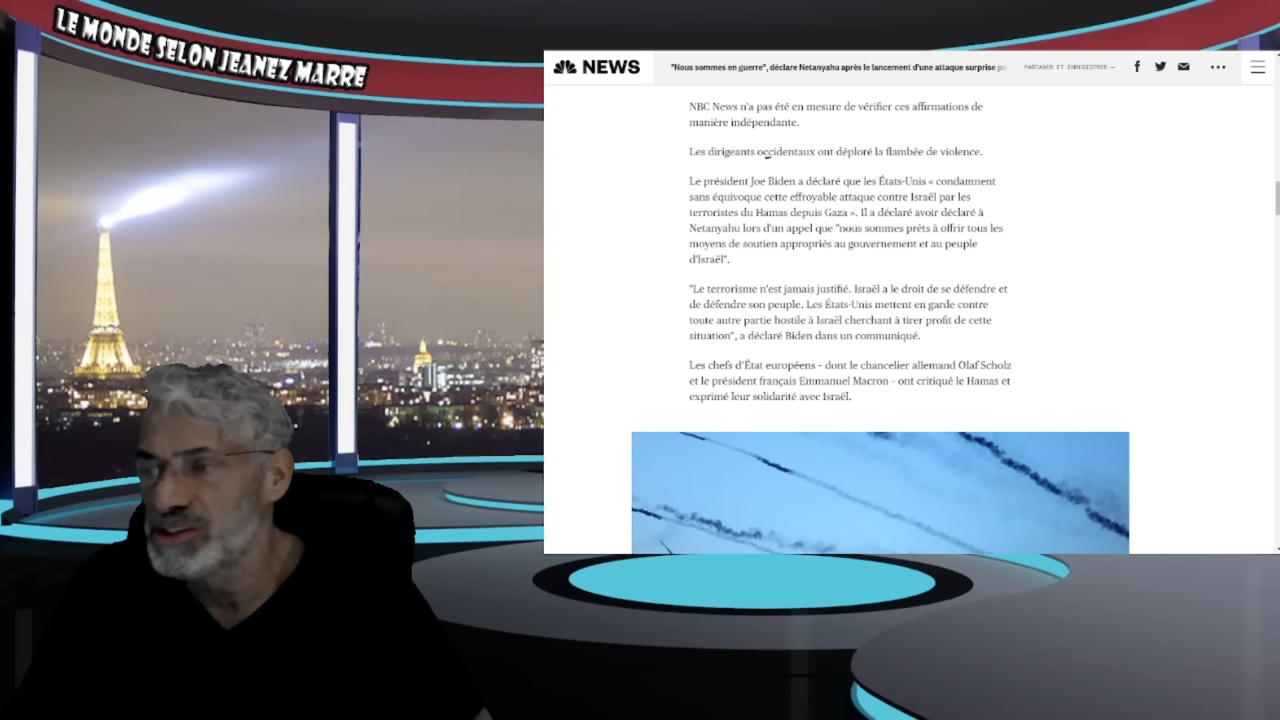 LE MONDE SELON JEANEZ MARRE
NEWS
"Nous sommes en guerre", déclare Netanyahu après le lancement d'une attaque surprise
PARTAGER ET ENREGISTRER —
NBC News n'a pas été en mesure de vérifier ces affirmations de
manière indépendante.
Les dirigeants occidentaux ont déploré la flambée de violence.
Le président Joe Biden a déclaré que les États-Unis « condamnent
sans équivoque cette effroyable attaque contre Israël par les
terroristes du Hamas depuis Gaza ». Il a déclaré avoir déclaré à
Netanyahu lors d'un appel que "nous sommes prêts à offrir tous les
moyens de soutien appropriés au gouvernement et au peuple
d'Israël".
"Le terrorisme n'est jamais justifié. Israël a le droit de se défendre et
de défendre son peuple. Les États-Unis mettent en garde contre
toute autre partie hostile à Israël cherchant à tirer profit de cette
situation", a déclaré Biden dans un communiqué.
Les chefs d'État européens - dont le chancelier allemand Olaf Scholz
et le président français Emmanuel Macron - ont critiqué le Hamas et
exprimé leur solidarité avec Israël.